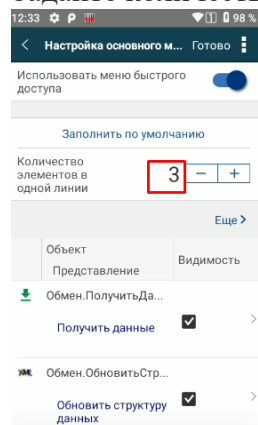 12:33 98 %
Настройка основного м... Готово
Использовать меню быстрого
доступа
Заполнить по умолчанию
Количество
элементов в
одной линии
3 − +
Еще >
Объект
Представление
Видимость
Обмен.ПолучитьДа...
Получить данные
XML Обмен.ОбновитьСтр...
Обновить структуру
данных